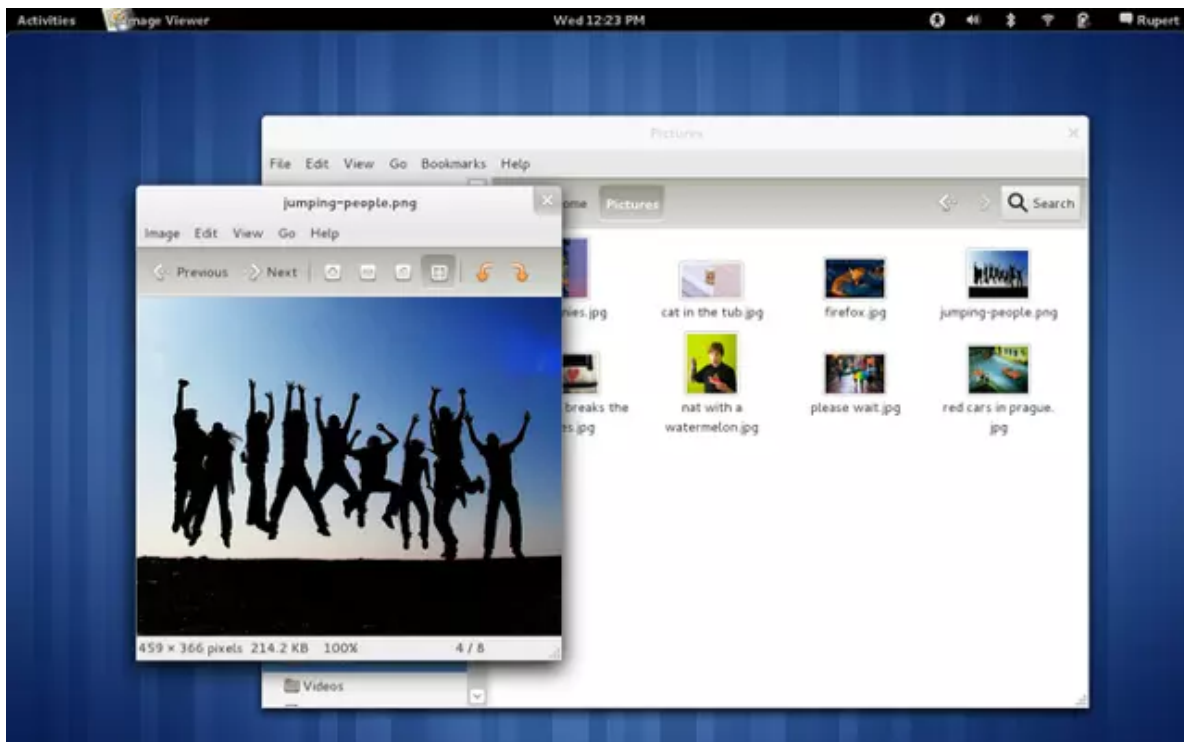 Activities
Image Viewer
Wed 12:23 PM
Rupert
Pictures
File Edit View Go Bookmarks Help
ome Pictures
Search
jumping-people.png
Image Edit View Go Help
Previous Next
nies.jpg
cat in the tub.jpg
firefox.jpg
jumping-people.png
breaks the
es.jpg
nat with a
watermelon.jpg
please wait.jpg
red cars in prague.
jpg
459 × 366 pixels 214.2 KB 100% 4 / 8
Videos